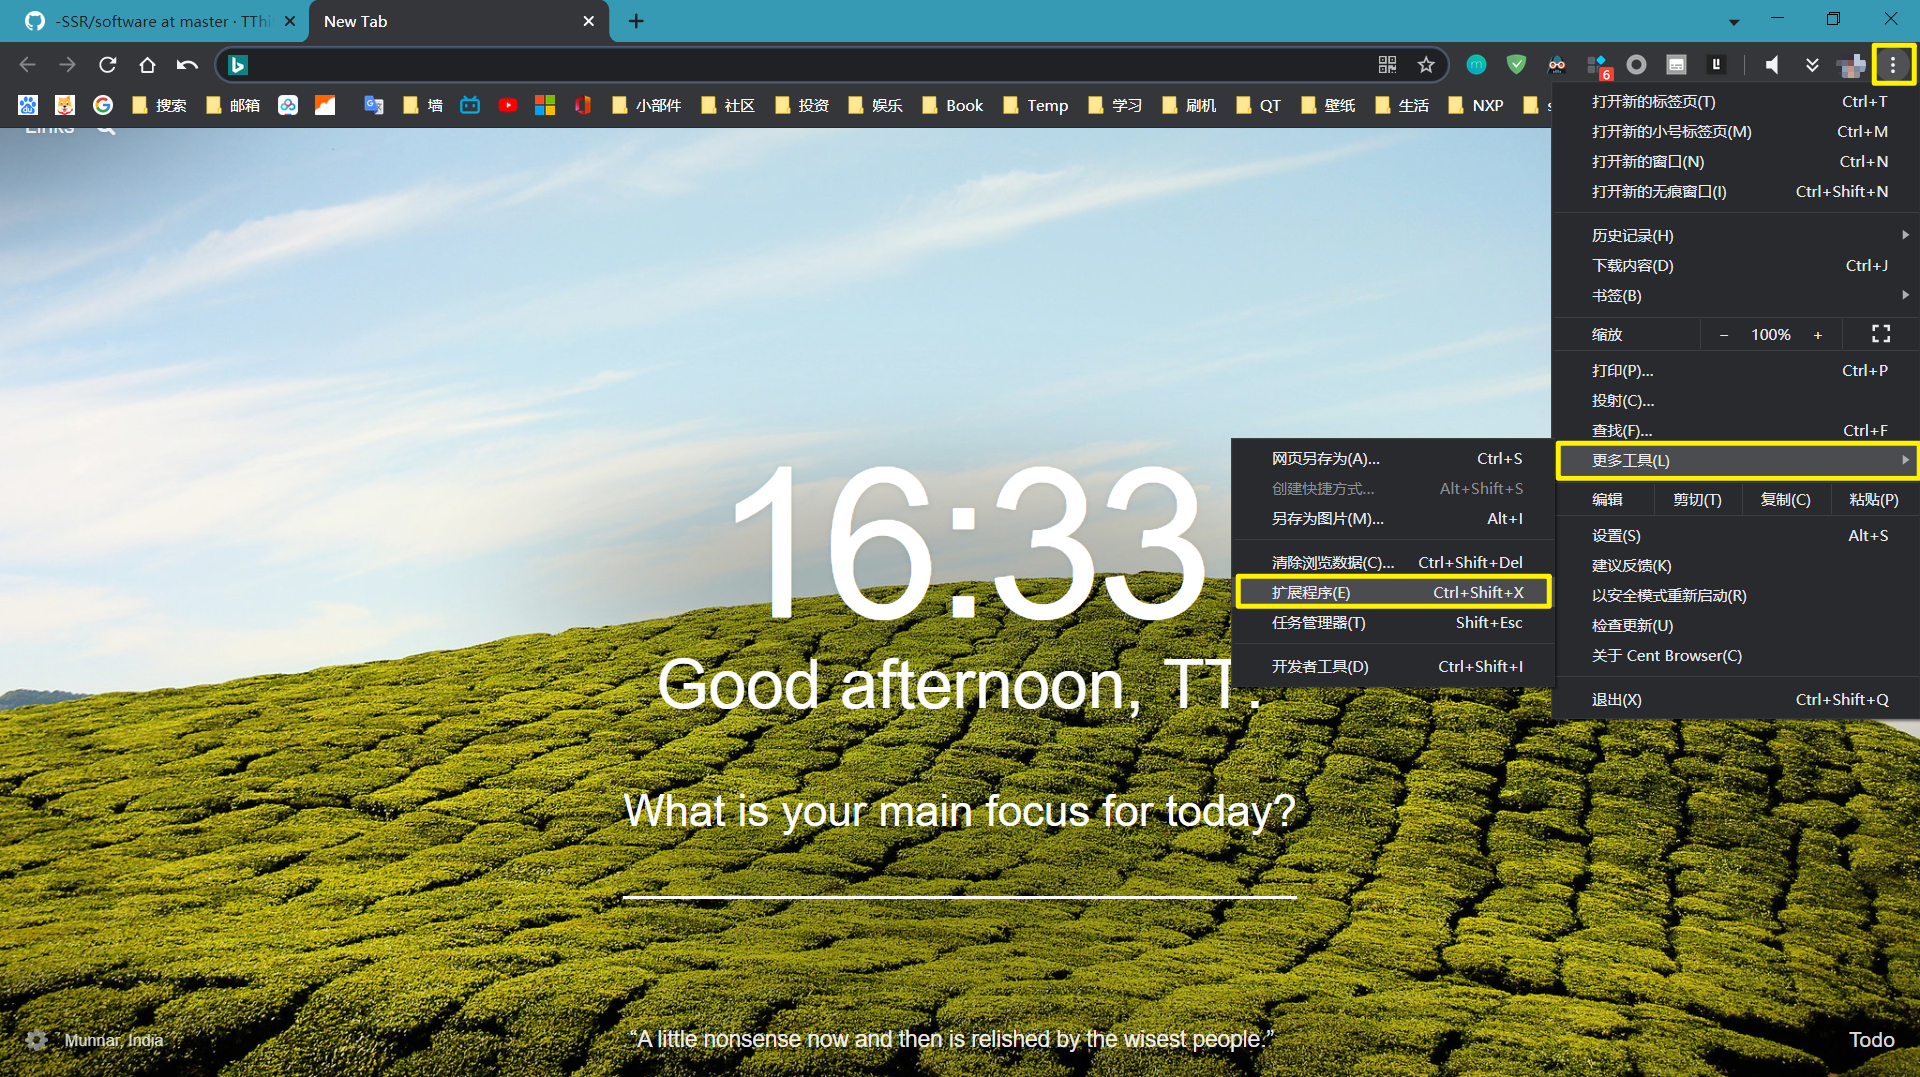 -SSR/software at master · TThi
New Tab
6
搜索
邮箱
墙
小部件
社区
投资
娱乐
Book
Temp
学习
刷机
QT
壁纸
生活
NXP
s
Links
打开新的标签页(T) Ctrl+T
打开新的小号标签页(M) Ctrl+M
打开新的窗口(N) Ctrl+N
打开新的无痕窗口(I) Ctrl+Shift+N
历史记录(H)
下载内容(D) Ctrl+J
书签(B)
缩放 − 100% +
打印(P)... Ctrl+P
投射(C)...
查找(F)... Ctrl+F
更多工具(L)
编辑 剪切(T) 复制(C) 粘贴(P)
设置(S) Alt+S
建议反馈(K)
以安全模式重新启动(R)
检查更新(U)
关于 Cent Browser(C)
退出(X) Ctrl+Shift+Q
网页另存为(A)... Ctrl+S
创建快捷方式... Alt+Shift+S
另存为图片(M)... Alt+I
清除浏览数据(C)... Ctrl+Shift+Del
扩展程序(E) Ctrl+Shift+X
任务管理器(T) Shift+Esc
开发者工具(D) Ctrl+Shift+I
16:33
Good afternoon, TT.
What is your main focus for today?
Munnar, India
“A little nonsense now and then is relished by the wisest people.”
Todo